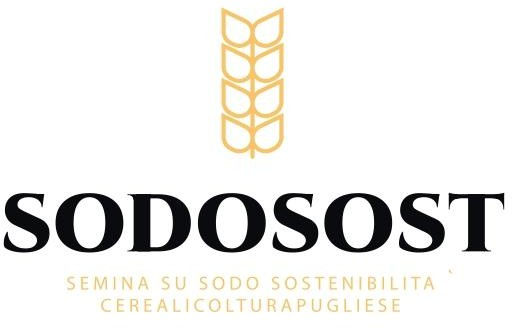 SODOSOST
SEMINA SU SODO SOSTENIBILITA `
CEREALICOLTURAPUGLIESE